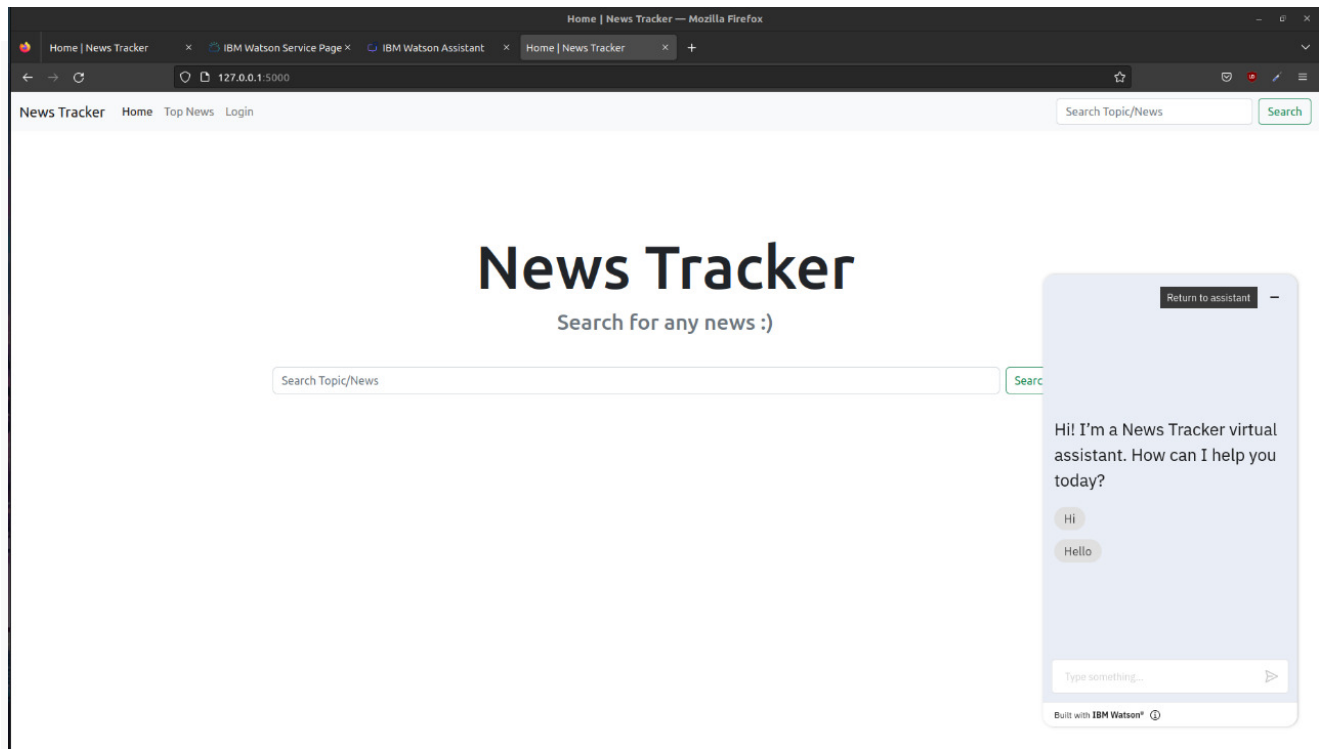 Home | News Tracker — Mozilla Firefox
Home | News Tracker × IBM Watson Service Page × IBM Watson Assistant × Home | News Tracker × +
127.0.0.1:5000
News Tracker Home Top News Login Search Topic/News Search
News Tracker
Return to assistant
Search for any news :)
Search Topic/News Searc
Hi! I'm a News Tracker virtual
assistant. How can I help you
today?
Hi
Hello
Type something...
Built with IBM Watson®